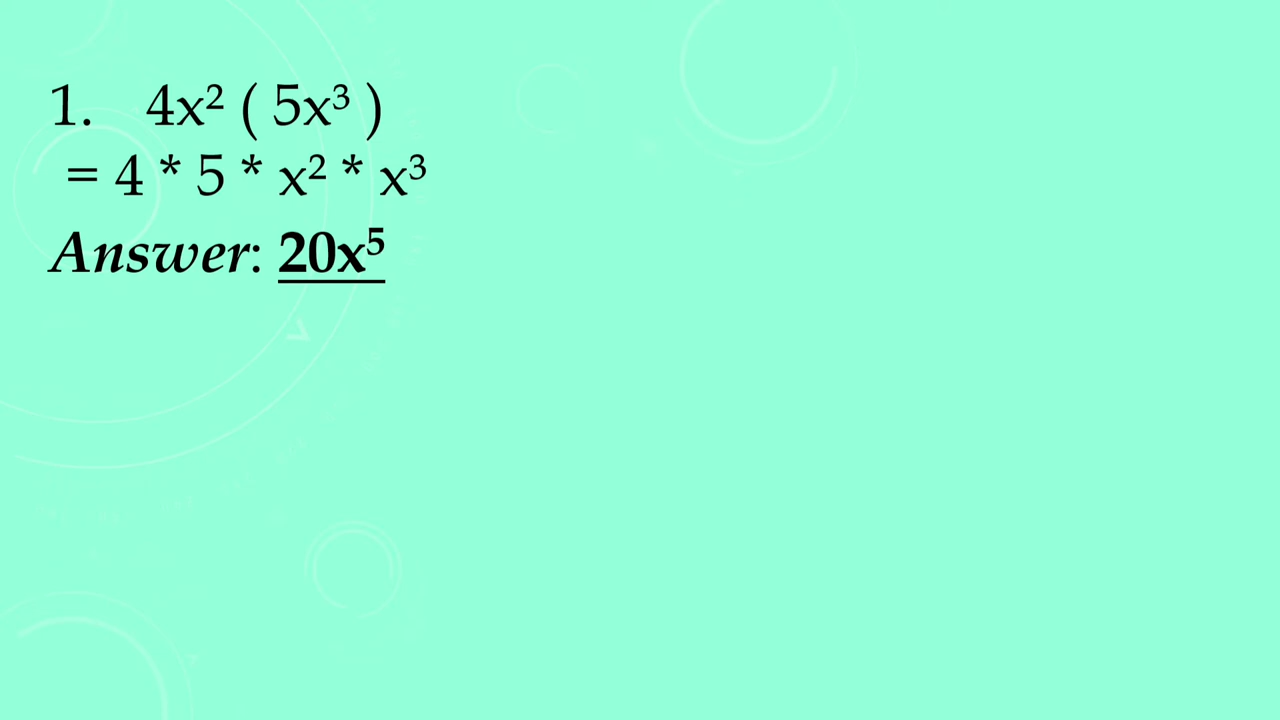 1. 4x² ( 5x³ )
= 4 * 5 * x² * x³
Answer: 20x⁵